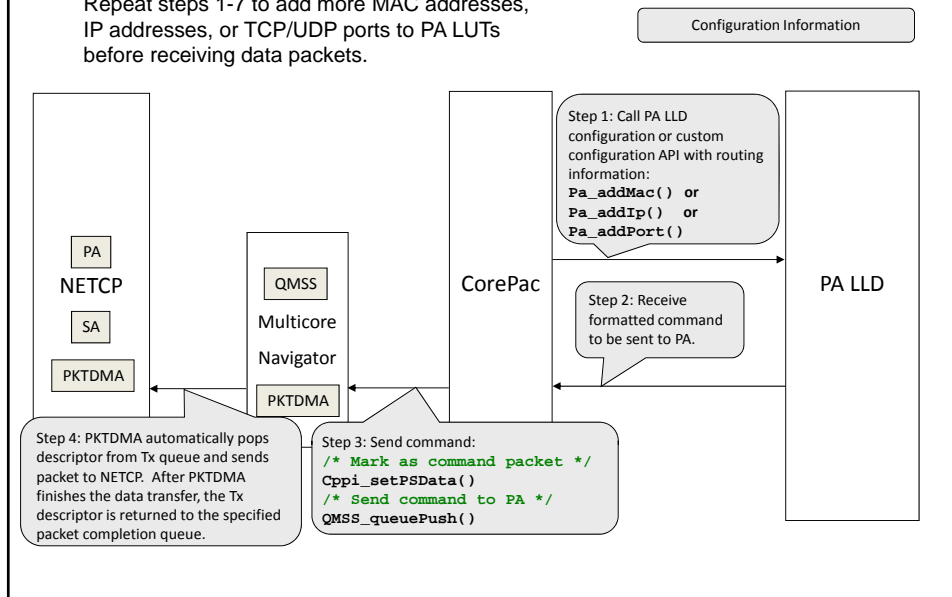 Repeat steps 1-7 to add more MAC addresses,
IP addresses, or TCP/UDP ports to PA LUTs
before receiving data packets.
Configuration Information
Step 1: Call PA LLD
configuration or custom
configuration API with routing
information:
Pa_addMac() or
Pa_addIp() or
Pa_addPort()
PA
NETCP
SA
PKTDMA
QMSS
Multicore
Navigator
PKTDMA
CorePac
PA LLD
Step 2: Receive
formatted command
to be sent to PA.
Step 4: PKTDMA automatically pops
descriptor from Tx queue and sends
packet to NETCP. After PKTDMA
finishes the data transfer, the Tx
descriptor is returned to the specified
packet completion queue.
Step 3: Send command:
/* Mark as command packet */
Cppi_setPSData()
/* Send command to PA */
QMSS_queuePush()